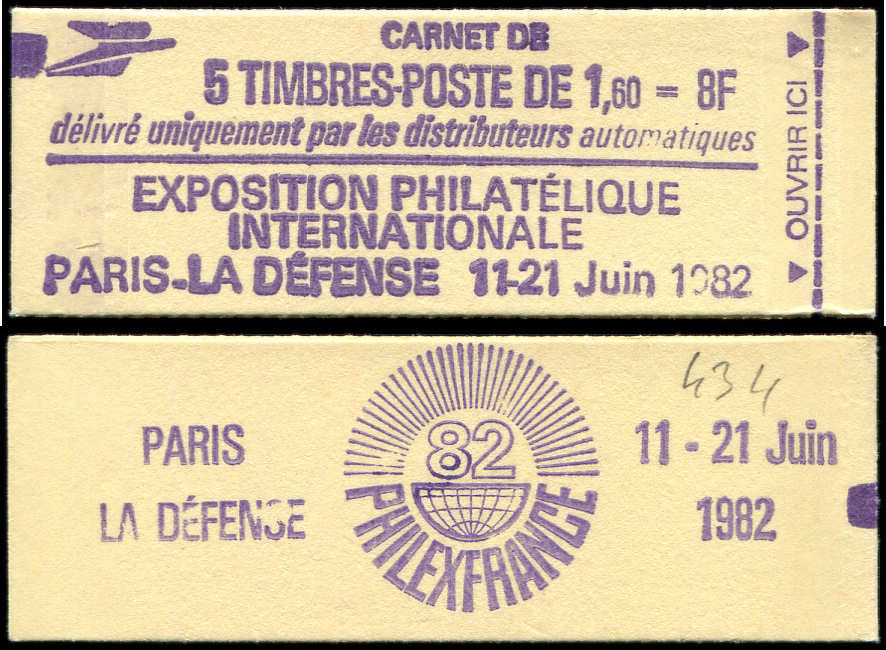 CARNET DE
5 TIMBRES-POSTE DE 1,60 = 8F
délivré uniquement par les distributeurs automatiques
EXPOSITION PHILATÉLIQUE
INTERNATIONALE
PARIS-LA DÉFENSE 11-21 Juin 1982
OUVRIR ICI
434
PARIS
LA DÉFENSE
82
PHILEXFRANCE
11 - 21 Juin
1982